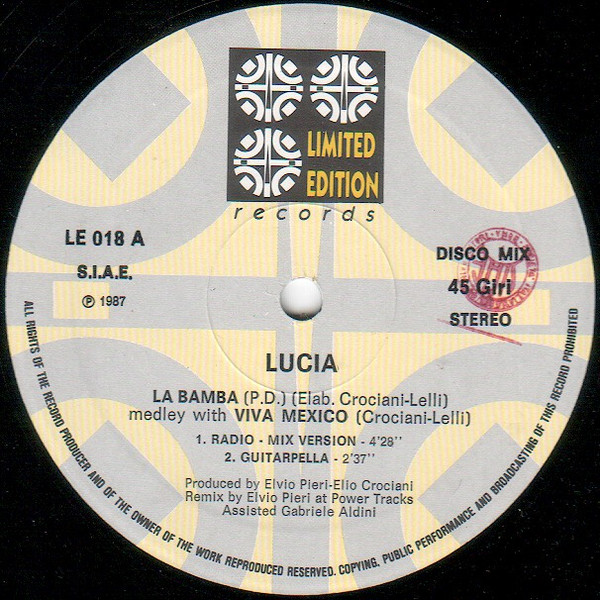 LIMITED
EDITION
records
LE 018 A
S.I.A.E.
℗ 1987
DISCO MIX
45 Giri
STEREO
LUCIA
LA BAMBA (P.D.) (Elab. Crociani-Lelli)
medley with VIVA MEXICO (Crociani-Lelli)
1. RADIO - MIX VERSION - 4'28''
2. GUITARPELLA - 2'37''
Produced by Elvio Pieri-Elio Crociani
Remix by Elvio Pieri at Power Tracks
Assisted Gabriele Aldini
ALL RIGHTS OF THE RECORD PRODUCER AND OF THE OWNER OF THE WORK REPRODUCED RESERVED. COPYING, PUBLIC PERFORMANCE AND BROADCASTING OF THIS RECORD PROHIBITED